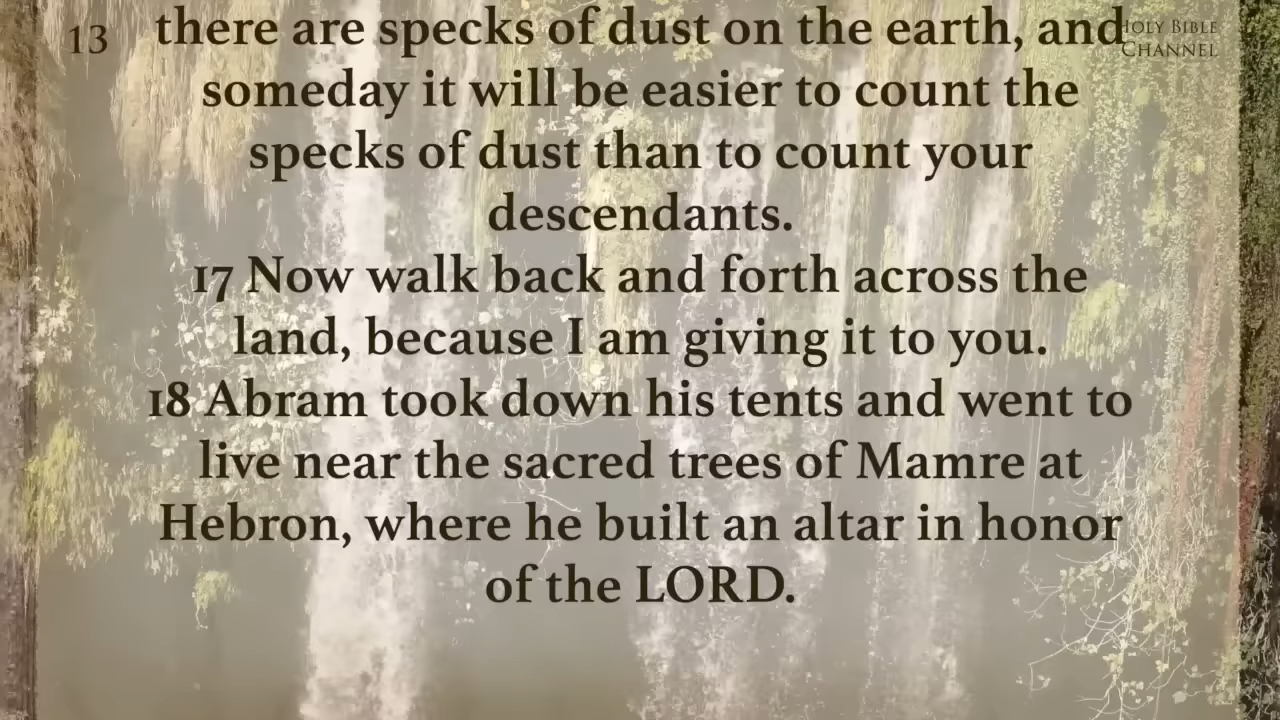 13
there are specks of dust on the earth, and
HOLY BIBLE
CHANNEL
someday it will be easier to count the
specks of dust than to count your
descendants.
17 Now walk back and forth across the
land, because I am giving it to you.
18 Abram took down his tents and went to
live near the sacred trees of Mamre at
Hebron, where he built an altar in honor
of the LORD.